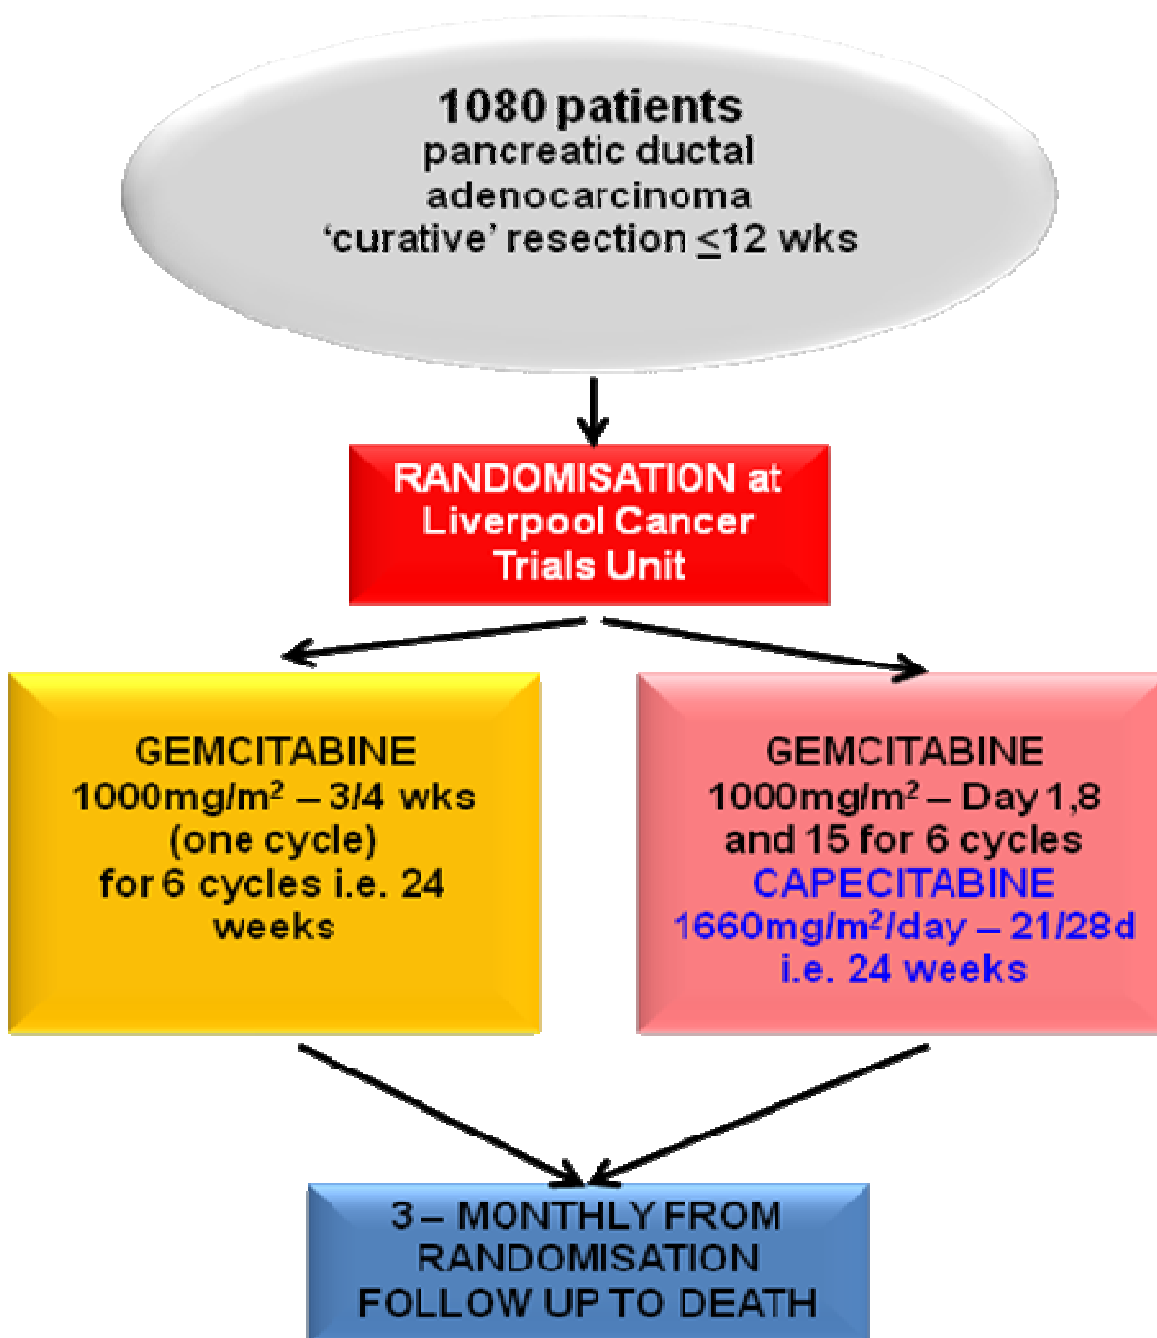 1080 patients
pancreatic ductal
adenocarcinoma
‘curative’ resection ≤12 wks
RANDOMISATION at
Liverpool Cancer
Trials Unit
GEMCITABINE
1000mg/m² – 3/4 wks
(one cycle)
for 6 cycles i.e. 24
weeks
GEMCITABINE
1000mg/m² – Day 1,8
and 15 for 6 cycles
CAPECITABINE
1660mg/m²/day – 21/28d
i.e. 24 weeks
3 – MONTHLY FROM
RANDOMISATION
FOLLOW UP TO DEATH